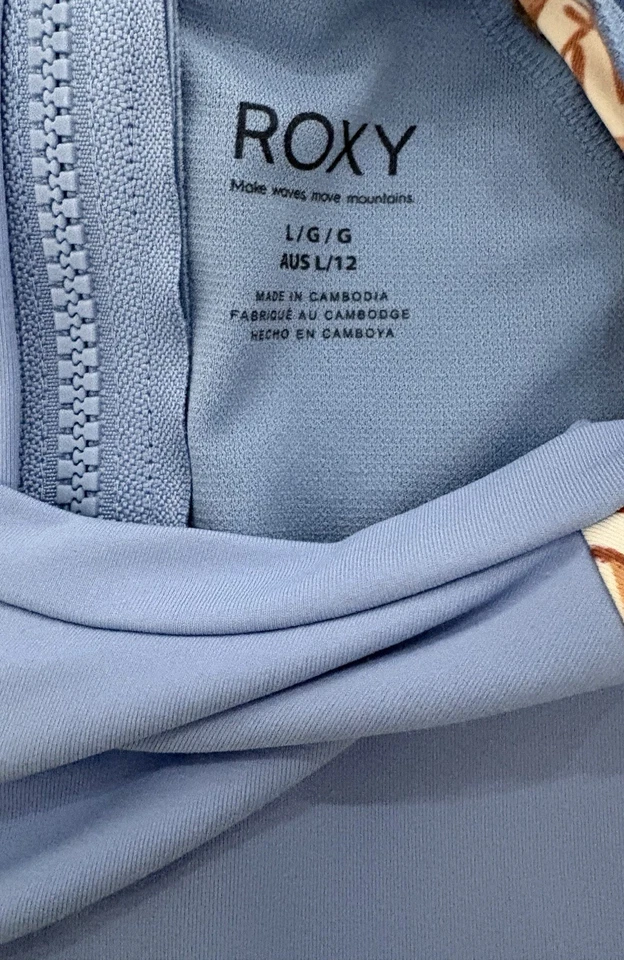 ROXY
Make waves, move mountains.
L/G/G
AUS L/12
MADE IN CAMBODIA
FABRIQUÉ AU CAMBODGE
HECHO EN CAMBOYA